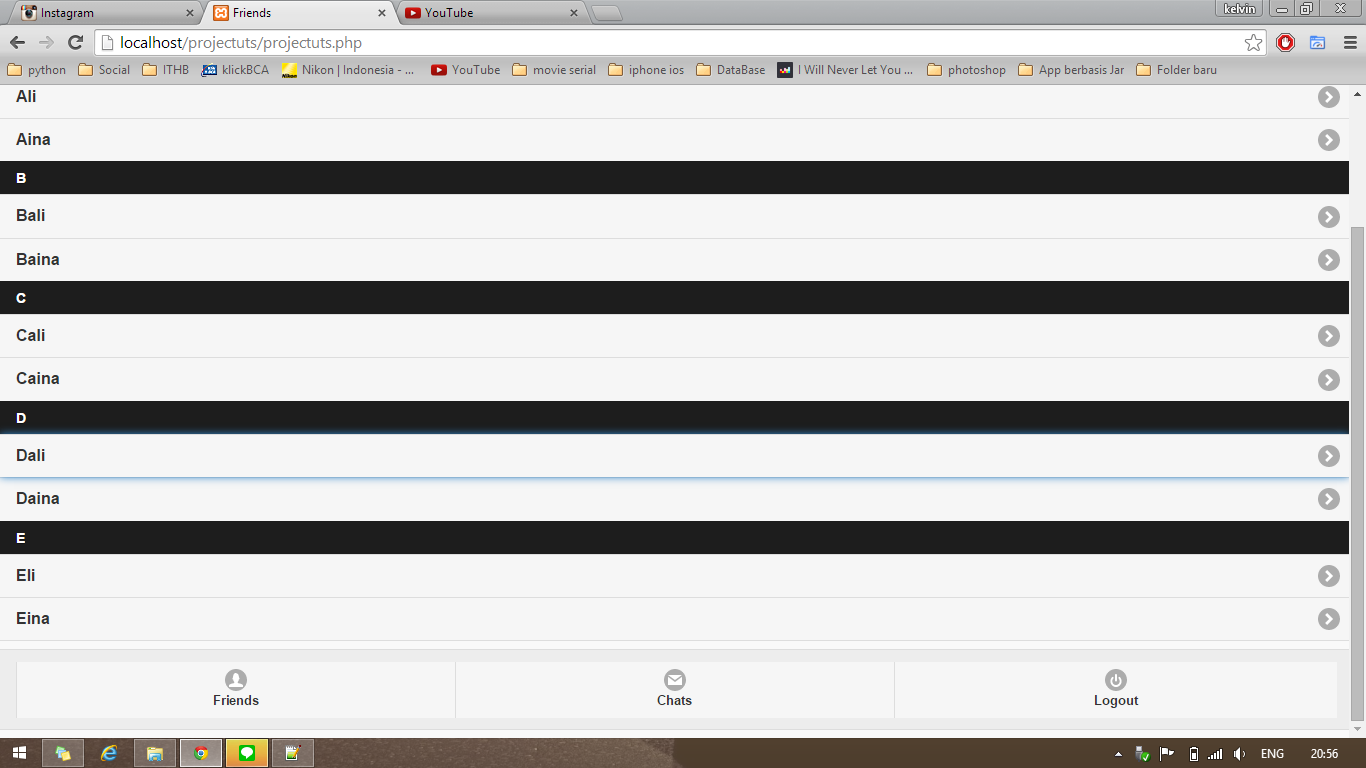 Instagram
Friends
YouTube
kelvin
localhost/projectuts/projectuts.php
python
Social
ITHB
klickBCA
Nikon | Indonesia - ...
YouTube
movie serial
iphone ios
DataBase
I Will Never Let You ...
photoshop
App berbasis Jar
Folder baru
Ali
Aina
B
Bali
Baina
C
Cali
Caina
D
Dali
Daina
E
Eli
Eina
Friends
Chats
Logout
ENG
20:56